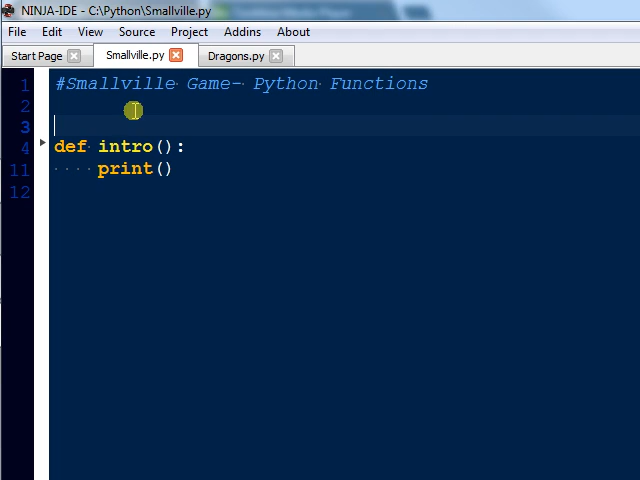 NINJA-IDE - C:\Python\Smallville.py
File Edit View Source Project Addins About
Start Page Smallville.py Dragons.py
1 #Smallville Game- Python Functions
2
3
4 def intro():
11 print()
12